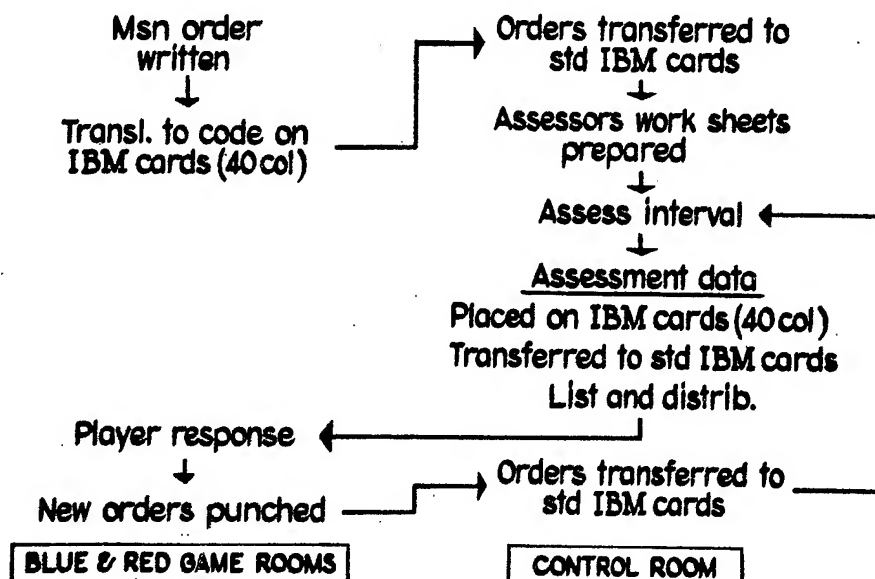 Msn order
written
Transl. to code on
IBM cards (40 col)
Orders transferred to
std IBM cards
Assessors work sheets
prepared
Assess interval
Assessment data
Placed on IBM cards (40 col)
Transferred to std IBM cards
List and distrib.
Player response
New orders punched
Orders transferred to
std IBM cards
BLUE & RED GAME ROOMS
CONTROL ROOM